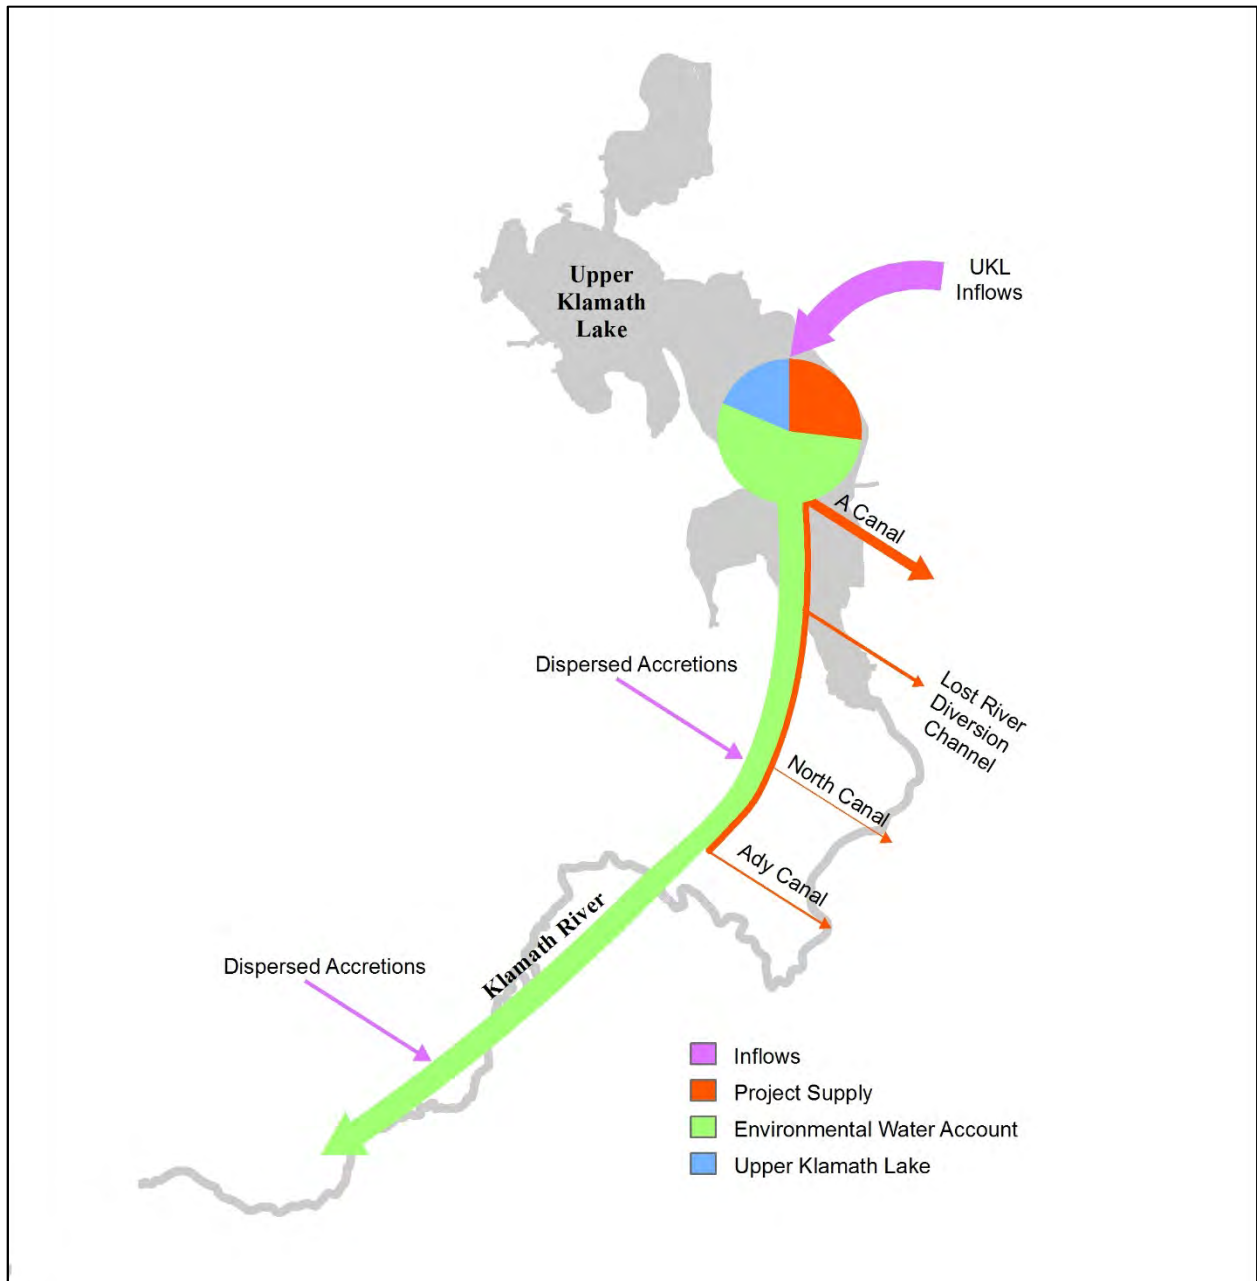 Upper
Klamath
Lake
UKL
Inflows
A Canal
Dispersed Accretions
Lost River
Diversion
Channel
North Canal
Ady Canal
Klamath River
Dispersed Accretions
Inflows
Project Supply
Environmental Water Account
Upper Klamath Lake